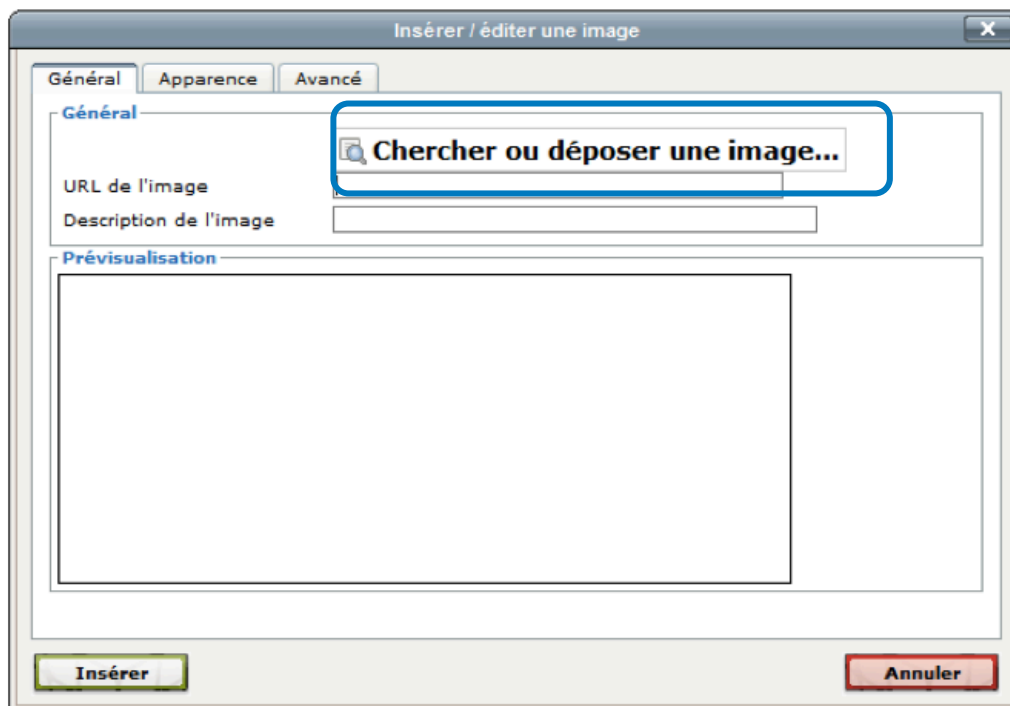 Insérer / éditer une image
X
Général Apparence Avancé
Général
Chercher ou déposer une image...
URL de l'image
Description de l'image
Prévisualisation
Insérer Annuler